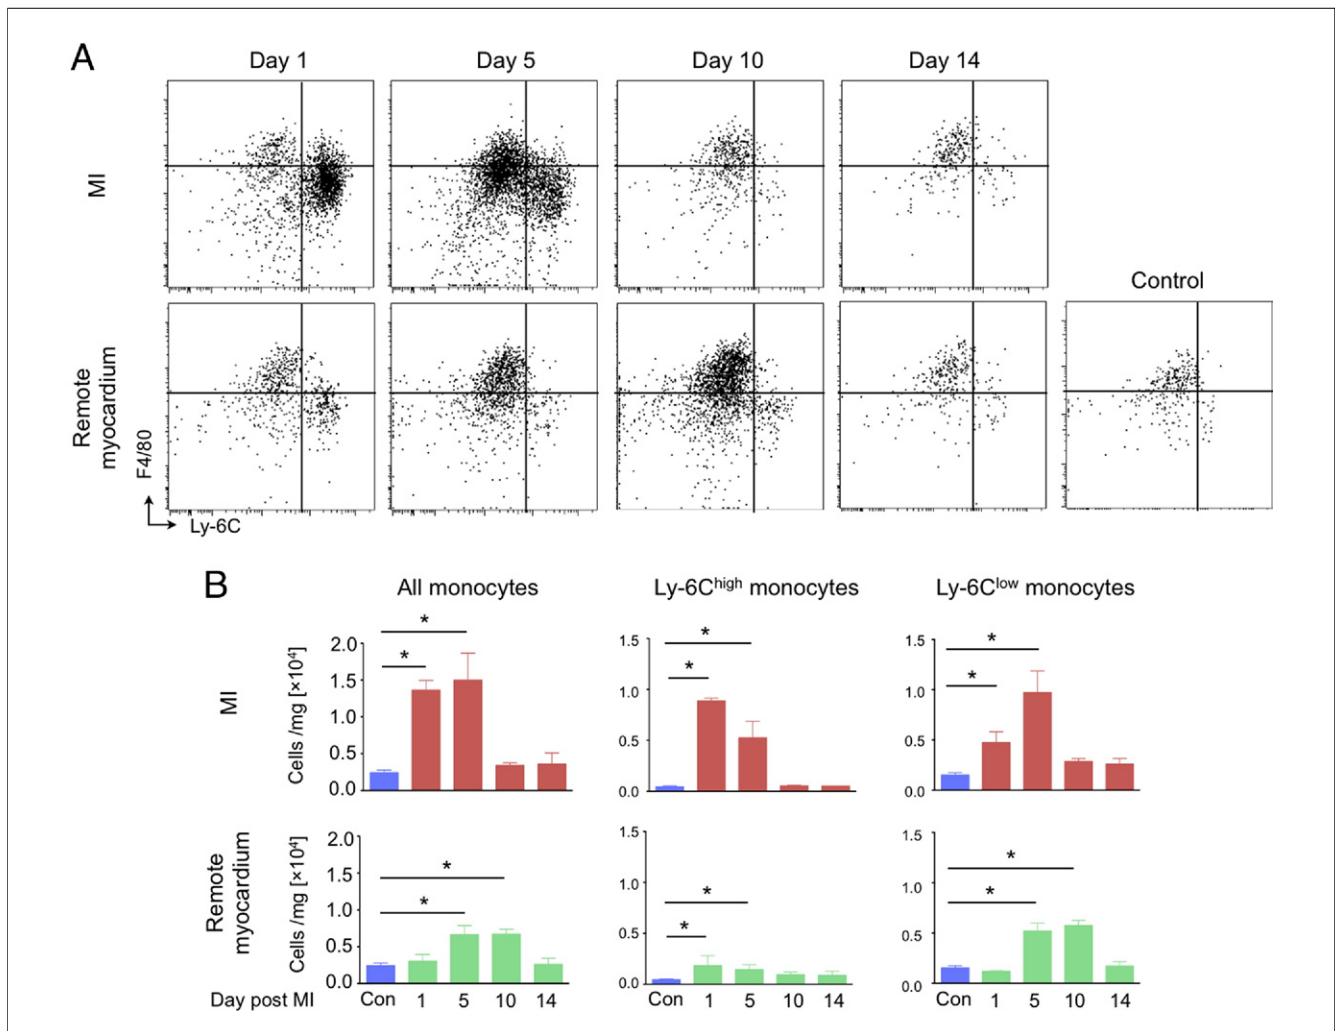 A
Day 1
Day 5
Day 10
Day 14
MI
Control
Remote
myocardium
F4/80
Ly-6C
B
All monocytes
Ly-6Chigh monocytes
Ly-6Clow monocytes
MI
Cells /mg [×10⁴]
2.0
1.5
1.0
0.5
0.0
*
*
1.5
1.0
0.5
0.0
*
*
1.5
1.0
0.5
0.0
*
*
Remote
myocardium
Cells /mg [×10⁴]
2.0
1.5
1.0
0.5
0.0
*
*
1.5
1.0
0.5
0.0
*
*
1.5
1.0
0.5
0.0
*
*
Day post MI
Con 1 5 10 14
Con 1 5 10 14
Con 1 5 10 14